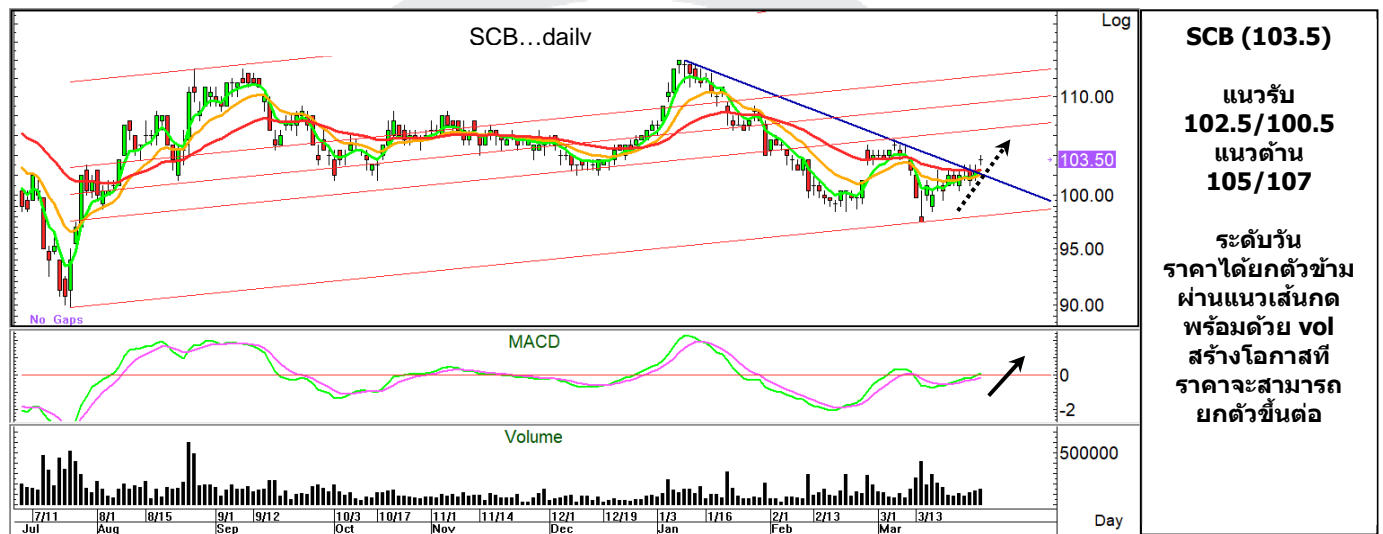 SCB...daily
Log
110.00
103.50
100.00
95.00
90.00
No Gaps
MACD
0
-2
Volume
500000
7/11 8/1 8/15 9/1 9/12 10/3 10/17 11/1 11/14 12/1 12/19 1/3 1/16 2/1 2/13 3/1 3/13
Jul Aug Sep Oct Nov Dec Jan Feb Mar
Day
SCB (103.5)
แนวรับ
102.5/100.5
แนวต้าน
105/107
ระดับวัน
ราคาได้ยกตัวข้าม
ผ่านแนวเส้นกด
พร้อมด้วย vol
สร้างโอกาสที่
ราคาจะสามารถ
ยกตัวขึ้นต่อ